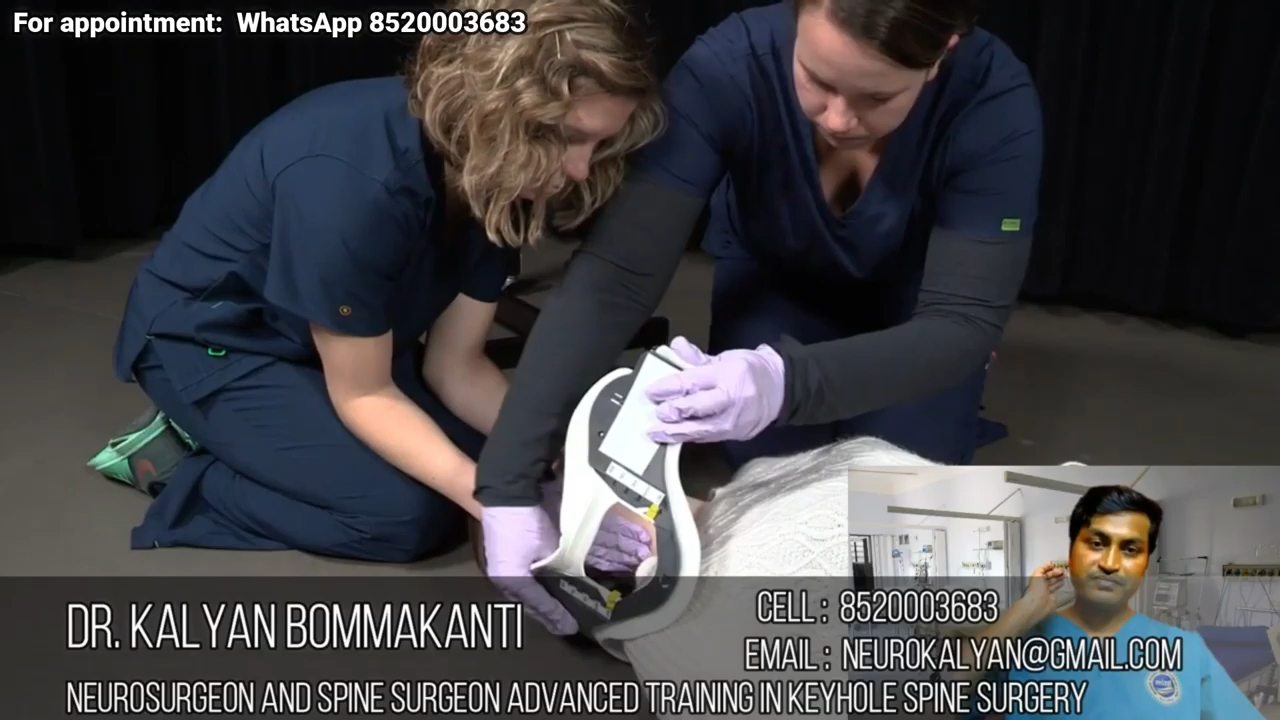 For appointment:  WhatsApp 8520003683
DR. KALYAN BOMMAKANTI
CELL : 8520003683
EMAIL : NEUROKALYAN@GMAIL.COM
NEUROSURGEON AND SPINE SURGEON ADVANCED TRAINING IN KEYHOLE SPINE SURGERY